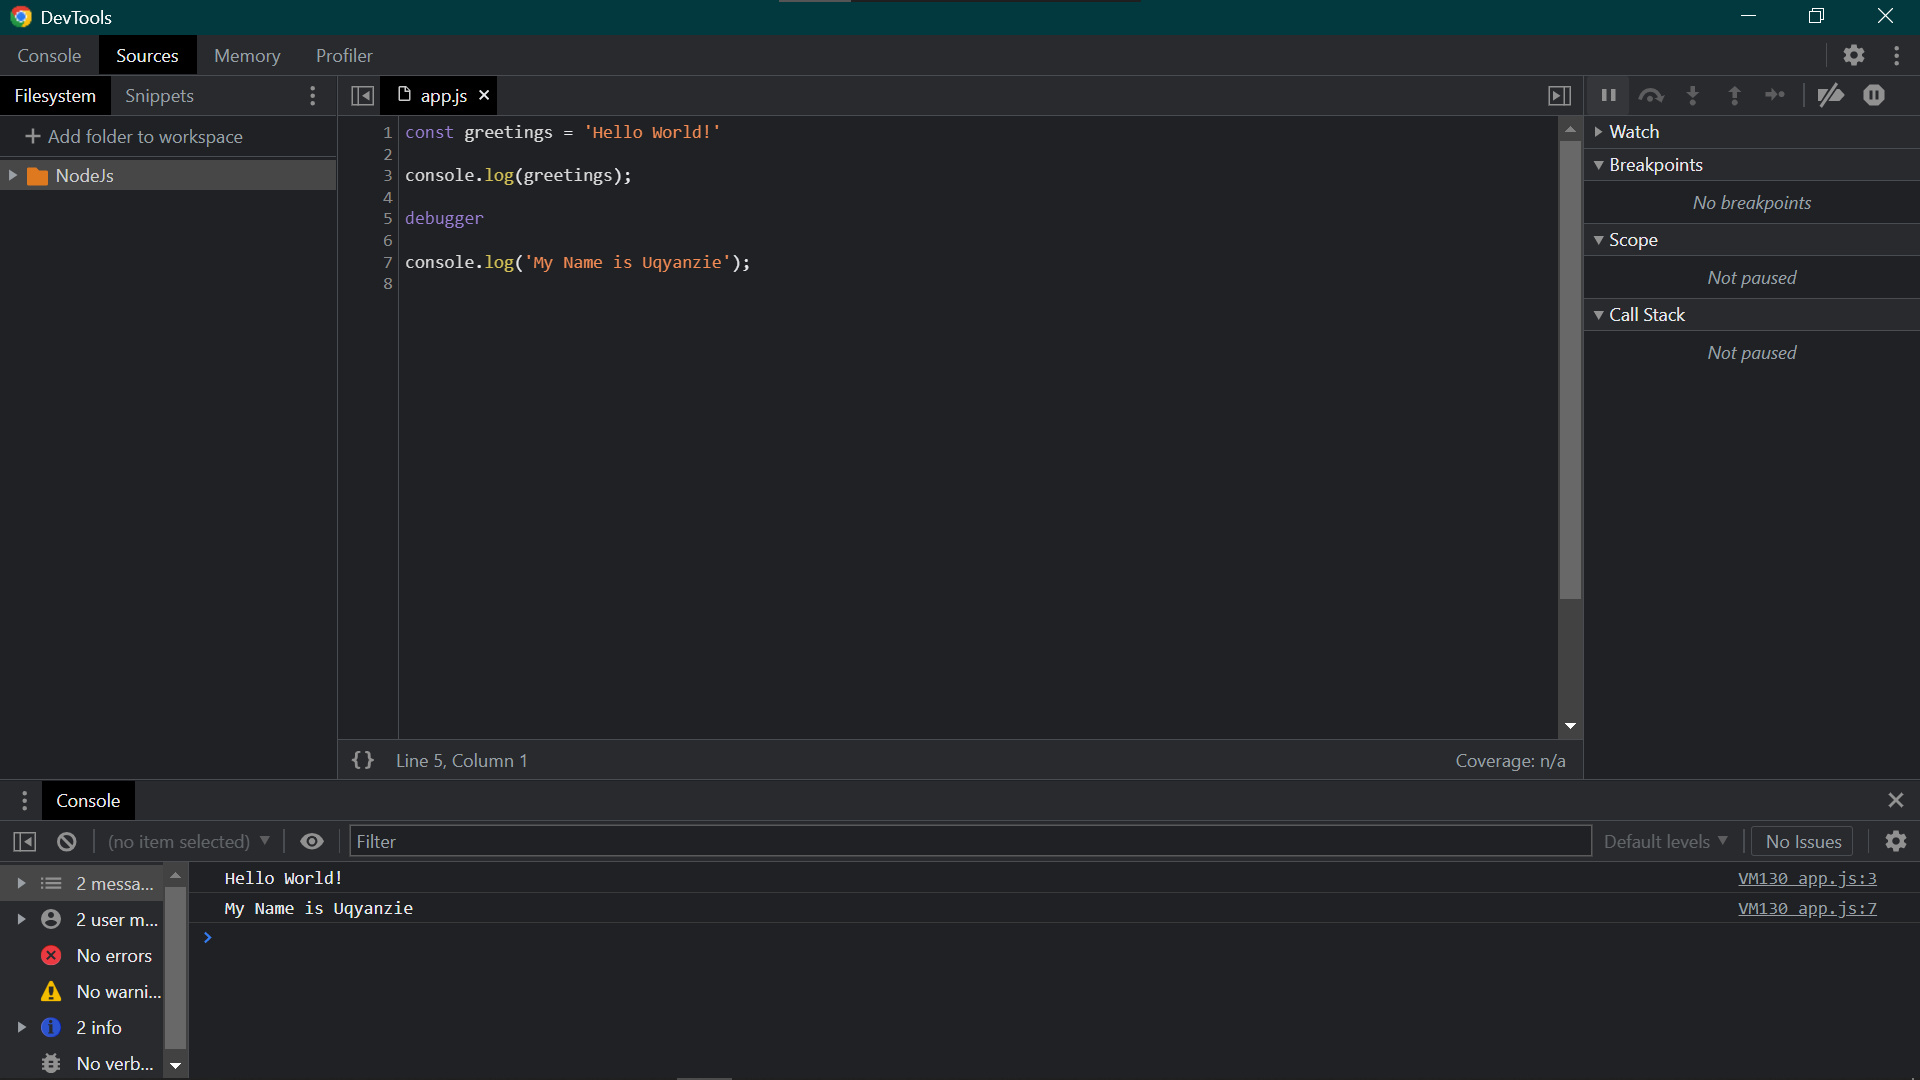 DevTools
Console Sources Memory Profiler
Filesystem Snippets
app.js
Add folder to workspace
NodeJs
1 const greetings = 'Hello World!'
2
3 console.log(greetings);
4
5 debugger
6
7 console.log('My Name is Uqyanzie');
8
{} Line 5, Column 1
Coverage: n/a
Watch
Breakpoints
No breakpoints
Scope
Not paused
Call Stack
Not paused
Console
(no item selected) Filter Default levels No Issues
2 messa...
2 user m...
No errors
No warni...
2 info
No verb...
Hello World! VM130 app.js:3
My Name is Uqyanzie VM130 app.js:7